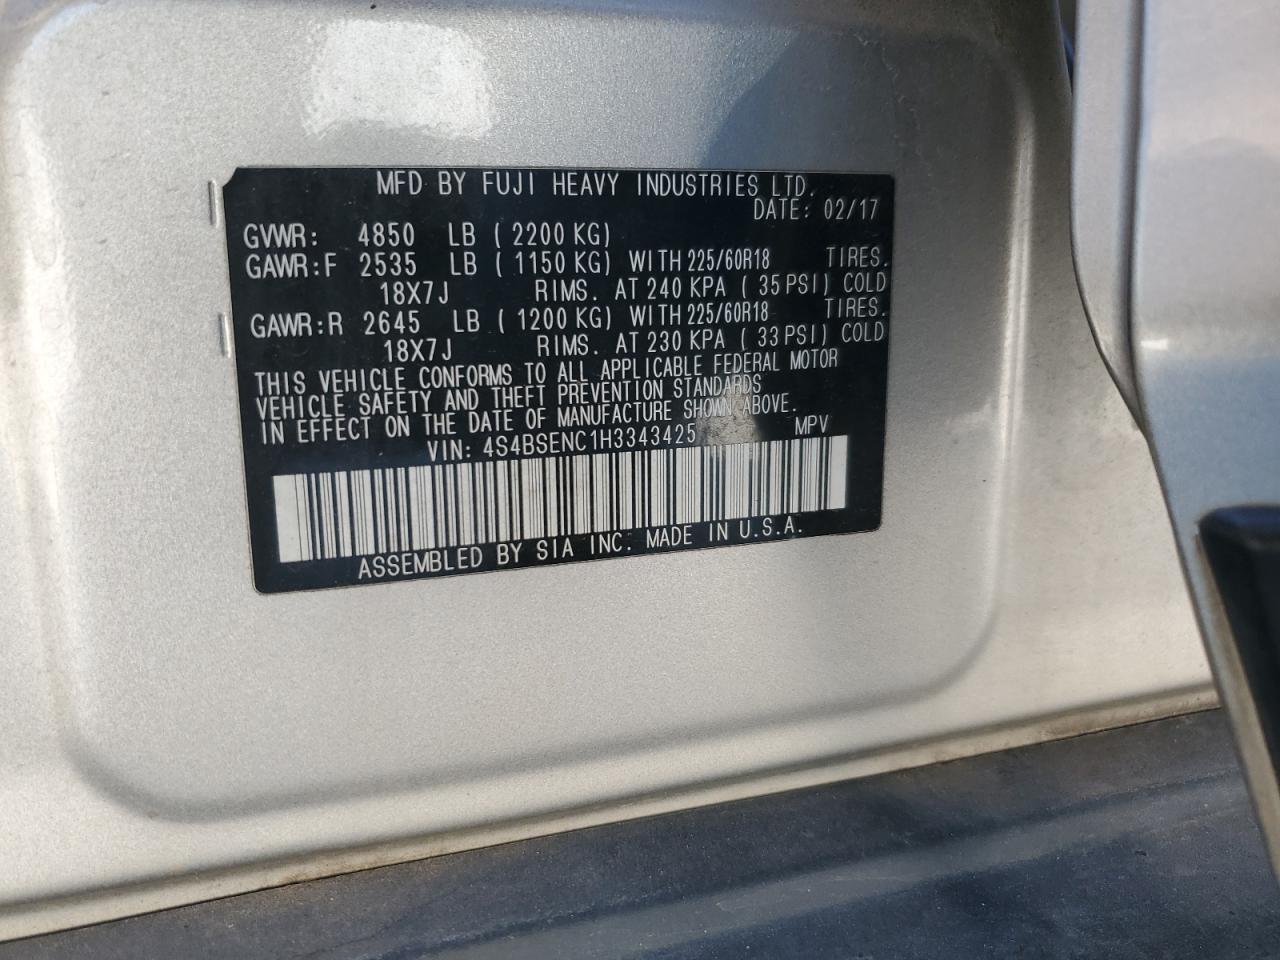 MFD BY FUJI HEAVY INDUSTRIES LTD.
DATE: 02/17
GVWR: 4850 LB (2200 KG)
GAWR:F 2535 LB (1150 KG) WITH 225/60R18 TIRES.
18X7J RIMS. AT 240 KPA (35 PSI) COLD
GAWR:R 2645 LB (1200 KG) WITH 225/60R18 TIRES.
18X7J RIMS. AT 230 KPA (33 PSI) COLD
THIS VEHICLE CONFORMS TO ALL APPLICABLE FEDERAL MOTOR
VEHICLE SAFETY AND THEFT PREVENTION STANDARDS
IN EFFECT ON THE DATE OF MANUFACTURE SHOWN ABOVE.
VIN: 4S4BSENC1H3343425 MPV
ASSEMBLED BY SIA INC. MADE IN U.S.A.